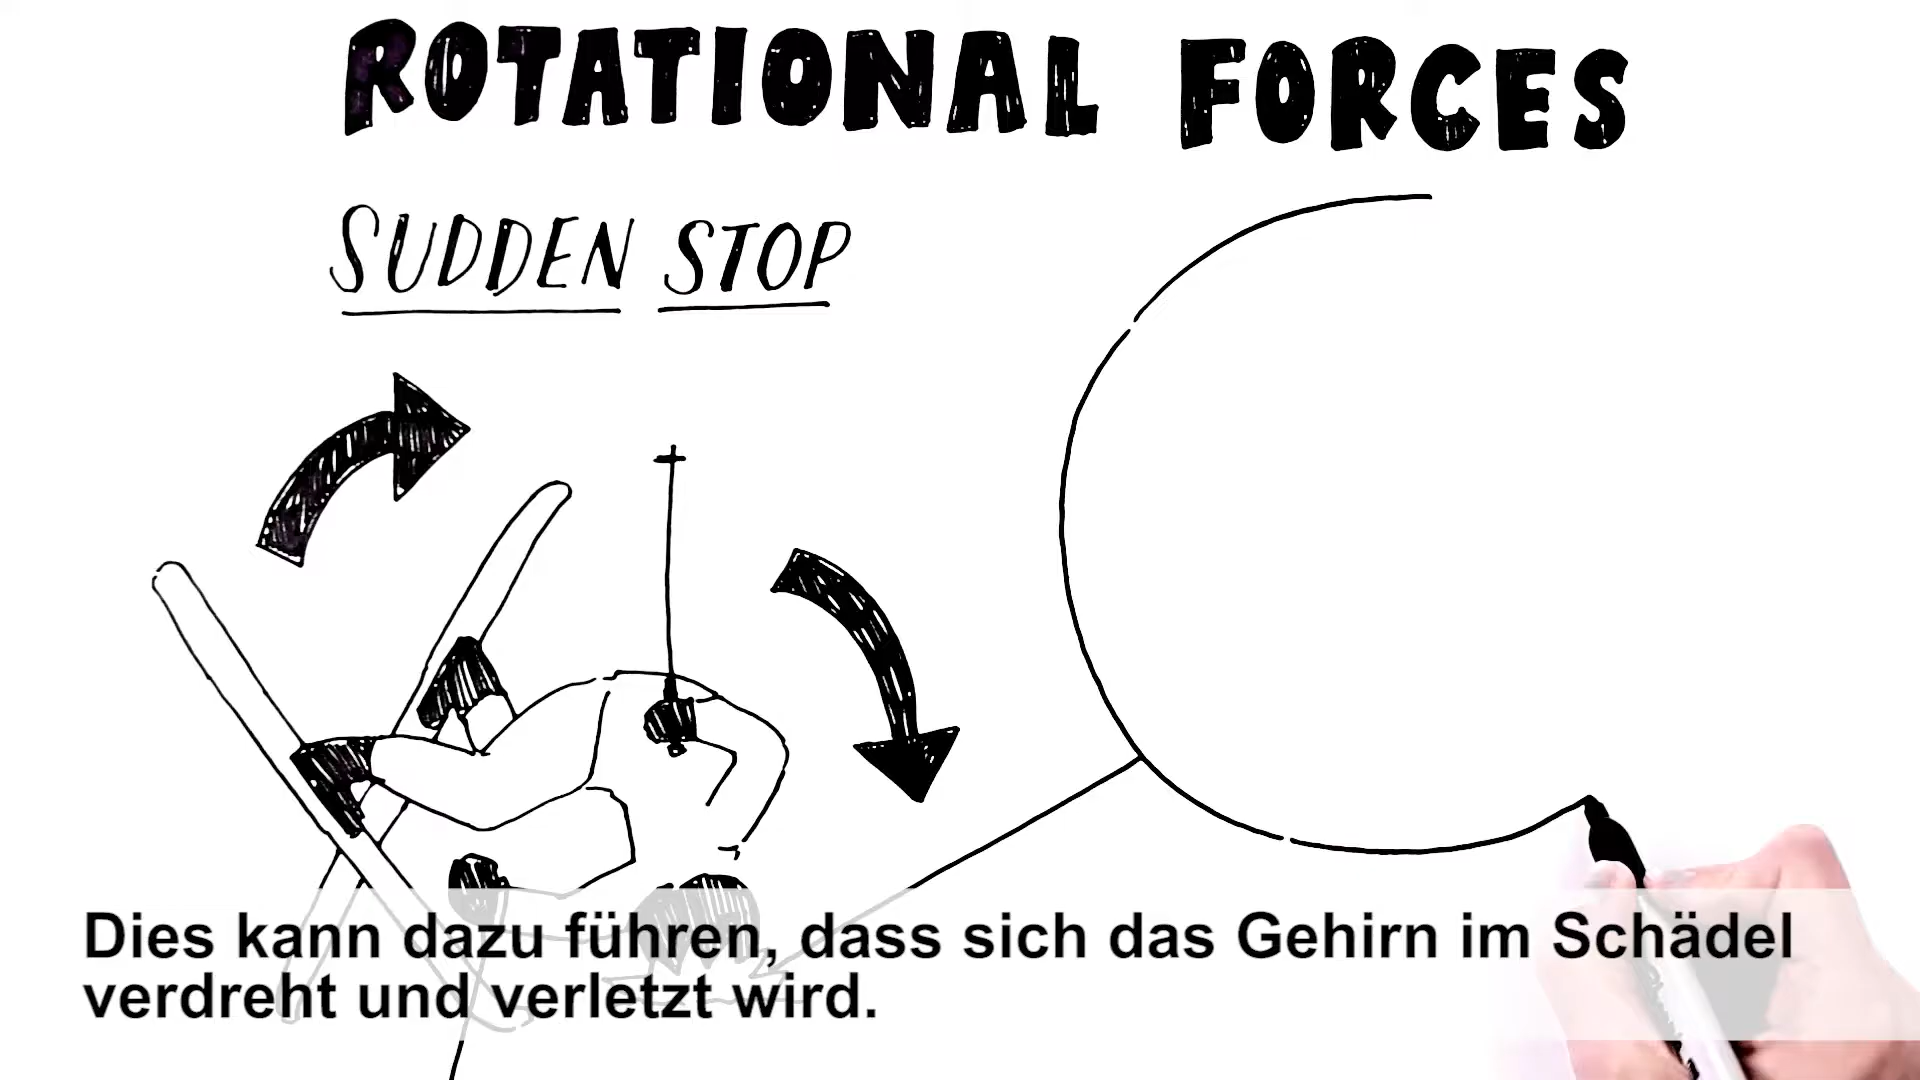 ROTATIONAL FORCES
SUDDEN STOP
Dies kann dazu führen, dass sich das Gehirn im Schädel
verdreht und verletzt wird.